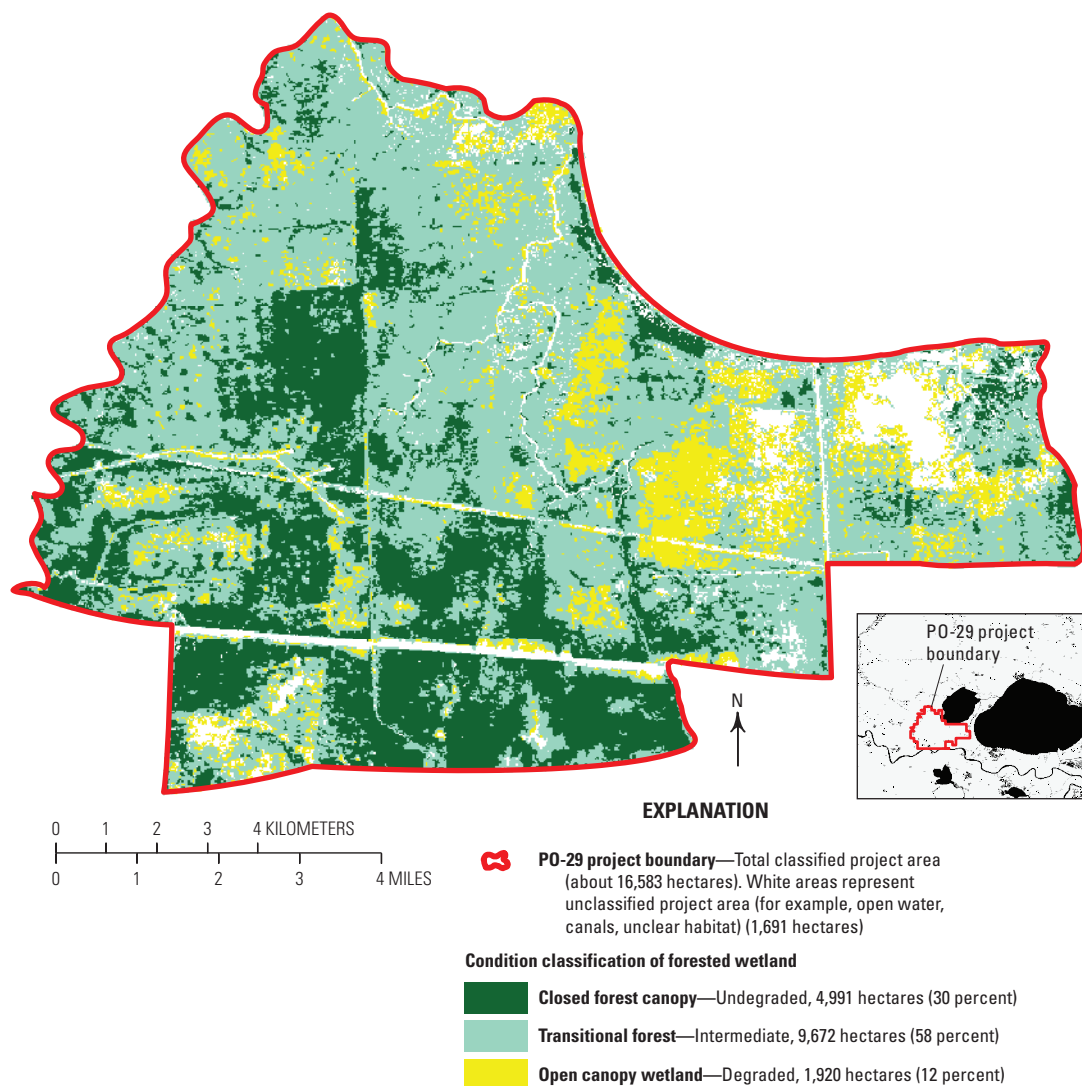 PO-29 project
boundary
N
0 1 2 3 4 KILOMETERS
0 1 2 3 4 MILES
EXPLANATION
PO-29 project boundary—Total classified project area
(about 16,583 hectares). White areas represent
unclassified project area (for example, open water,
canals, unclear habitat) (1,691 hectares)
Condition classification of forested wetland
Closed forest canopy—Undegraded, 4,991 hectares (30 percent)
Transitional forest—Intermediate, 9,672 hectares (58 percent)
Open canopy wetland—Degraded, 1,920 hectares (12 percent)